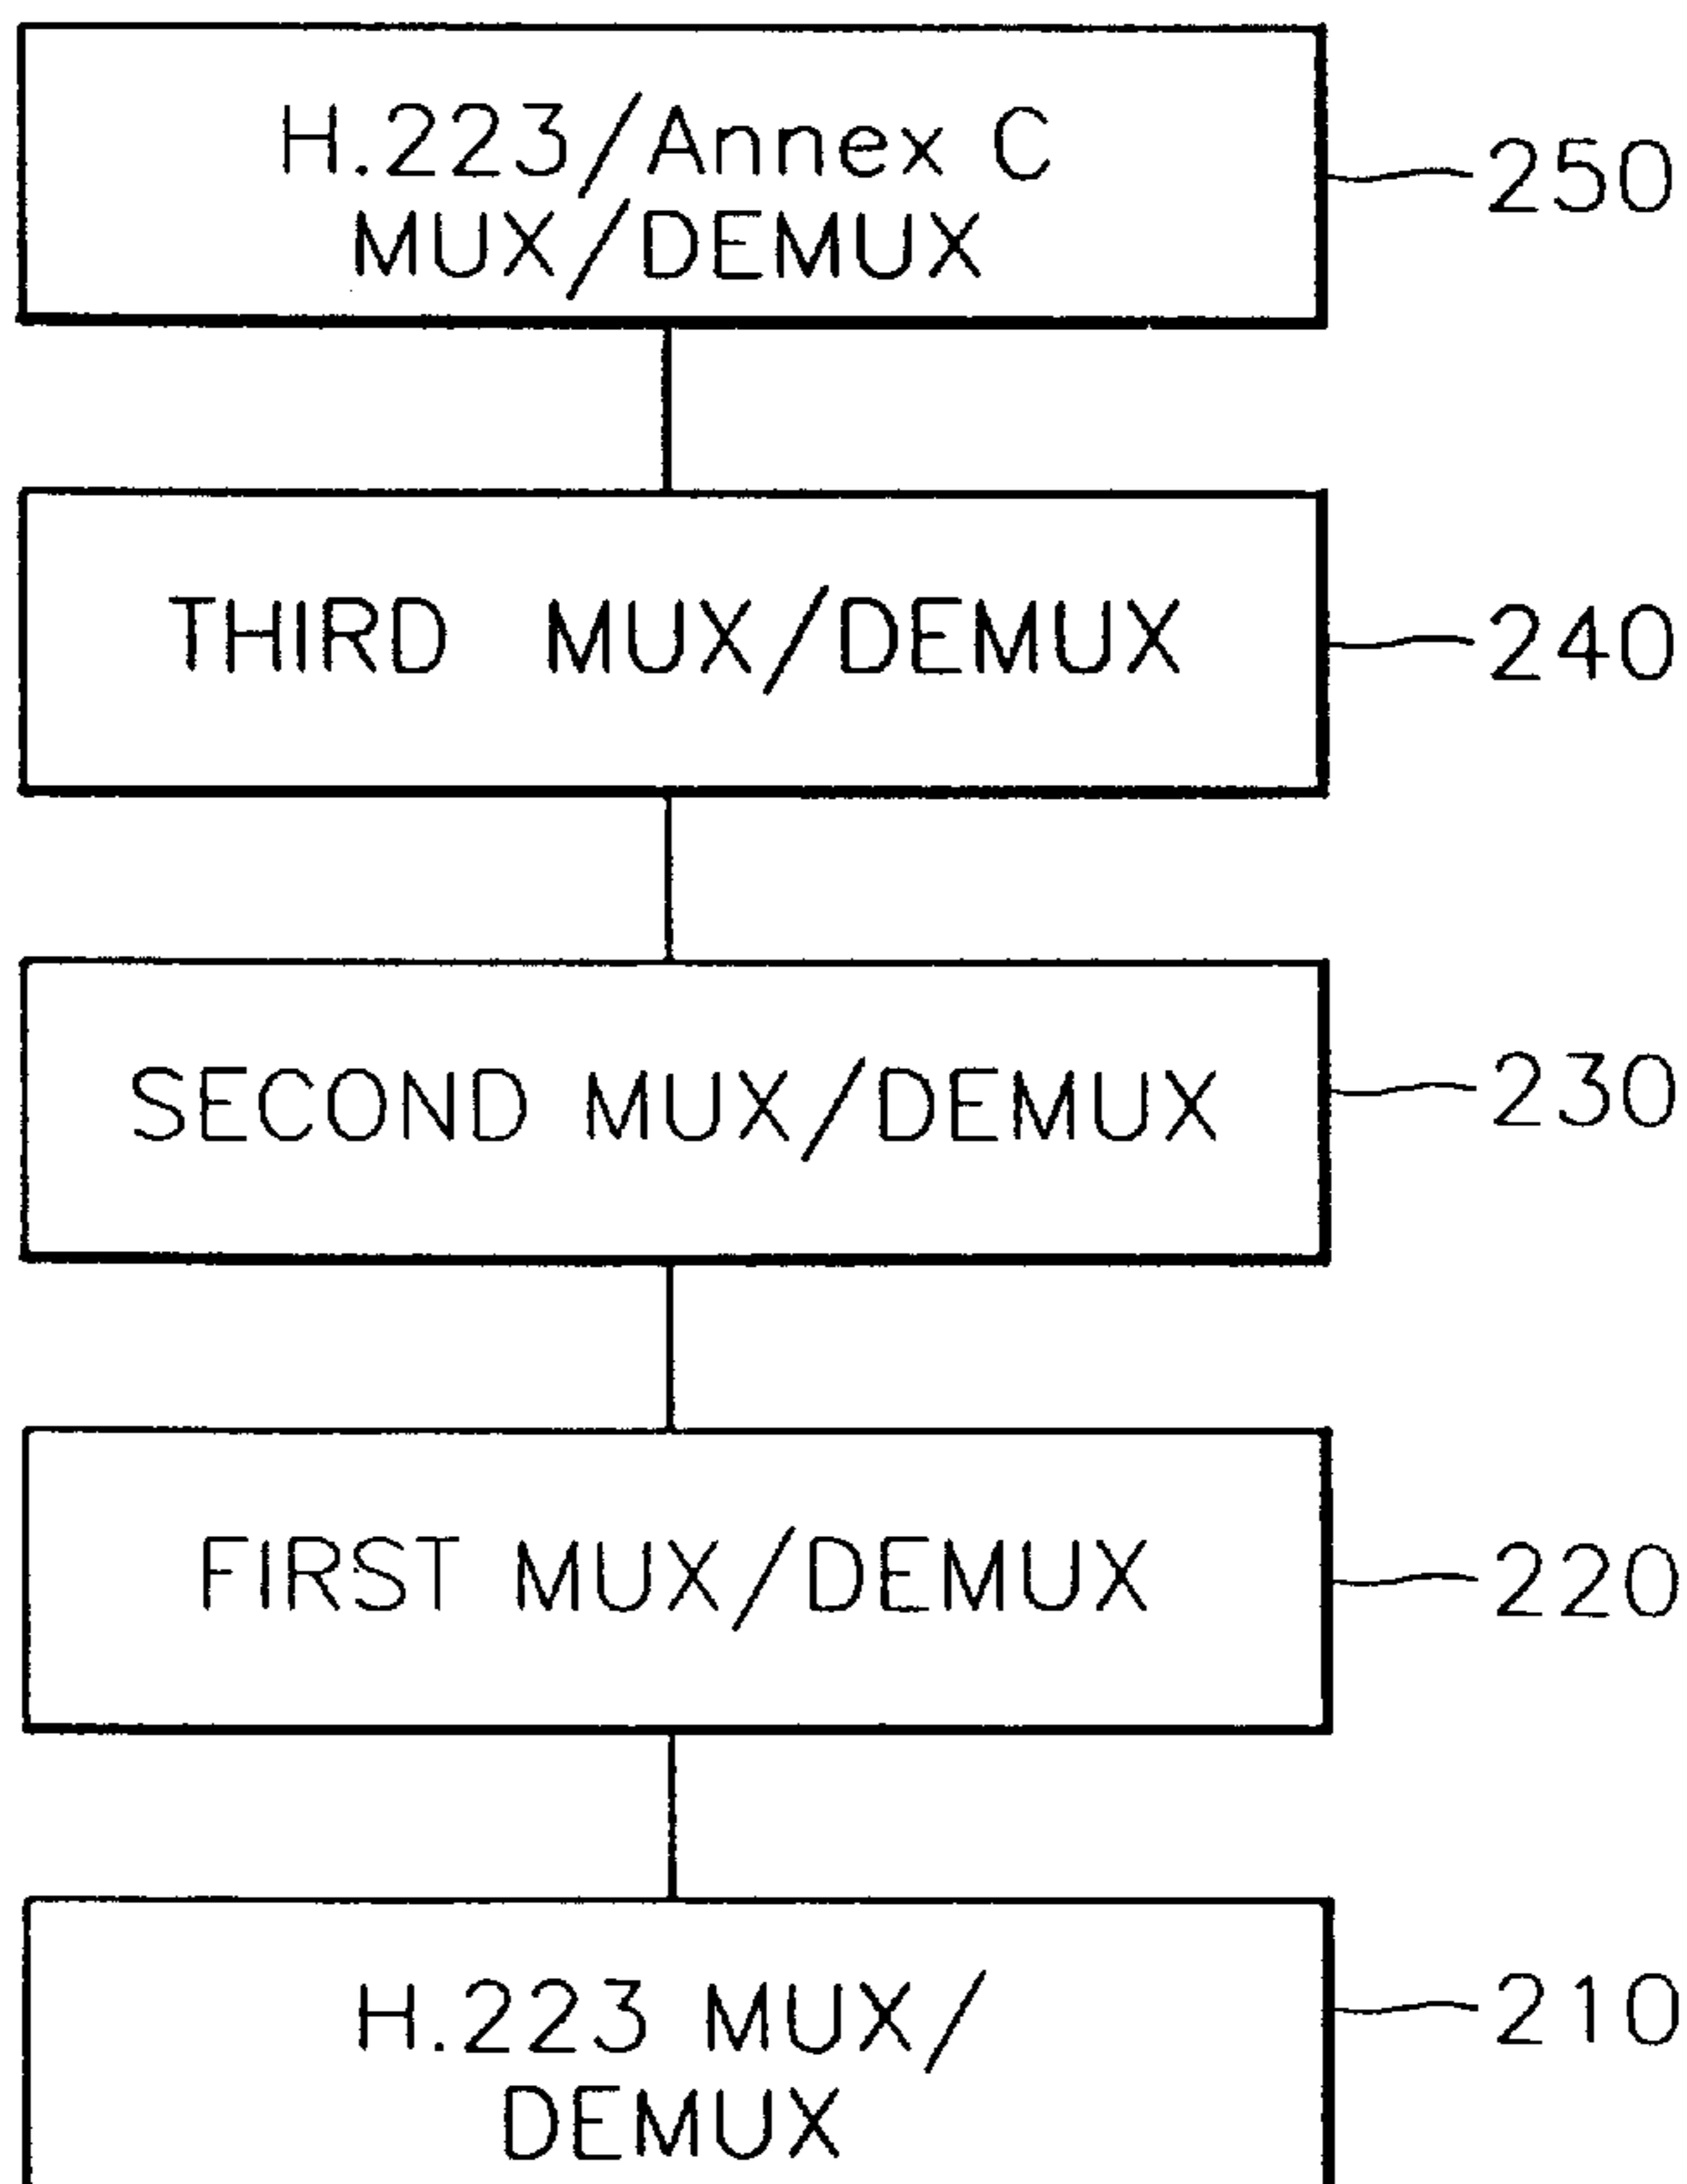 H.223/Annex C
MUX/DEMUX
250
THIRD MUX/DEMUX
240
SECOND MUX/DEMUX
230
FIRST MUX/DEMUX
220
H.223 MUX/
DEMUX
210